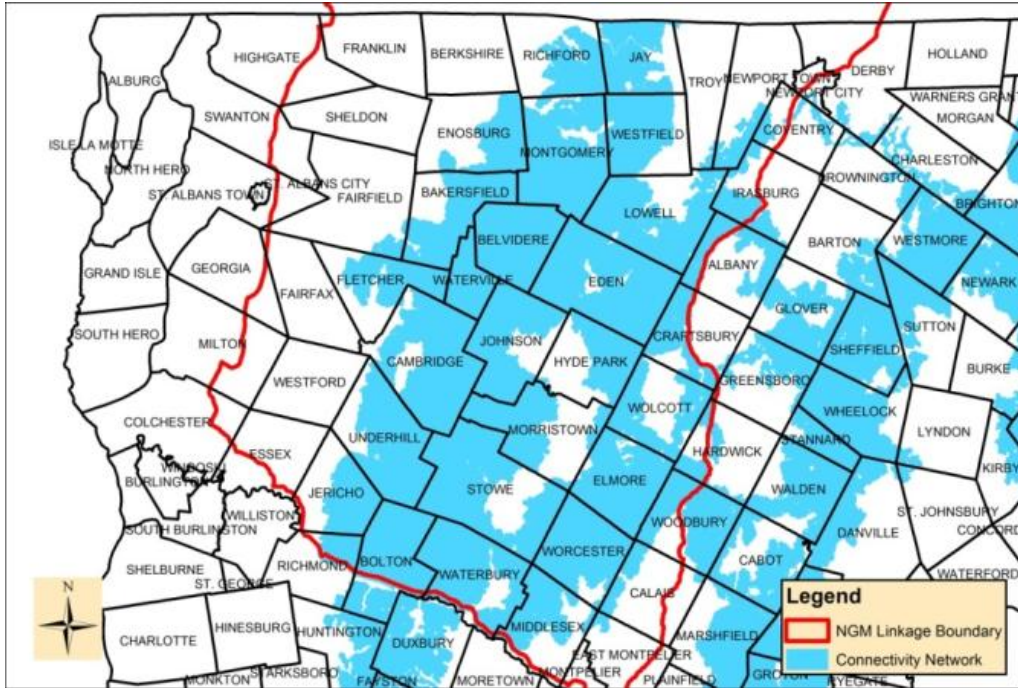 FRANKLIN
BERKSHIRE
RICHFORD
JAY
HOLLAND
HIGHGATE
DERBY
TROY
NEWPORT TOWN
NEWPORT CITY
ALBURG
WARNERS GRANT
MORGAN
SWANTON
SHELDON
ENOSBURG
WESTFIELD
COVENTRY
ISLE LA MOTTE
MONTGOMERY
CHARLESTON
NORTH HERO
BROWNINGTON
ST. ALBANS CITY
ST. ALBANS TOWN
FAIRFIELD
BAKERSFIELD
IRASBURG
BRIGHTON
LOWELL
BELVIDERE
BARTON
WESTMORE
GEORGIA
ALBANY
GRAND ISLE
FLETCHER
WATERVILLE
EDEN
NEWARK
FAIRFAX
GLOVER
SUTTON
SOUTH HERO
MILTON
JOHNSON
CRAFTSBURY
SHEFFIELD
CAMBRIDGE
HYDE PARK
BURKE
WESTFORD
GREENSBORO
WOLCOTT
WHEELOCK
COLCHESTER
MORRISTOWN
LYNDON
UNDERHILL
STANNARD
ESSEX
HARDWICK
WINOOSKI
KIRBY
BURLINGTON
ELMORE
JERICHO
STOWE
WALDEN
WILLISTON
ST. JOHNSBURY
WOODBURY
SOUTH BURLINGTON
DANVILLE
CONCORD
WORCESTER
BOLTON
CABOT
RICHMOND
SHELBURNE
WATERBURY
WATERFORD
ST. GEORGE
CALAIS
N
Legend
NGM Linkage Boundary
Connectivity Network
MIDDLESEX
HINESBURG
HUNTINGTON
MARSHFIELD
CHARLOTTE
DUXBURY
EAST MONTPELIER
STARKSBORO
MONTPELIER
GROTON
MONKTON
FAYSTON
MORETOWN
PLAINFIELD
RYEGATE